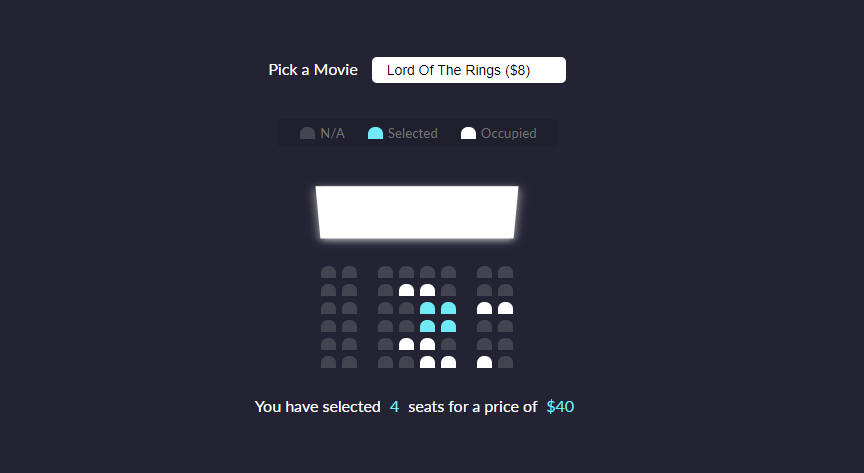 Pick a Movie Lord Of The Rings ($8)
N/A Selected Occupied
You have selected 4 seats for a price of $40